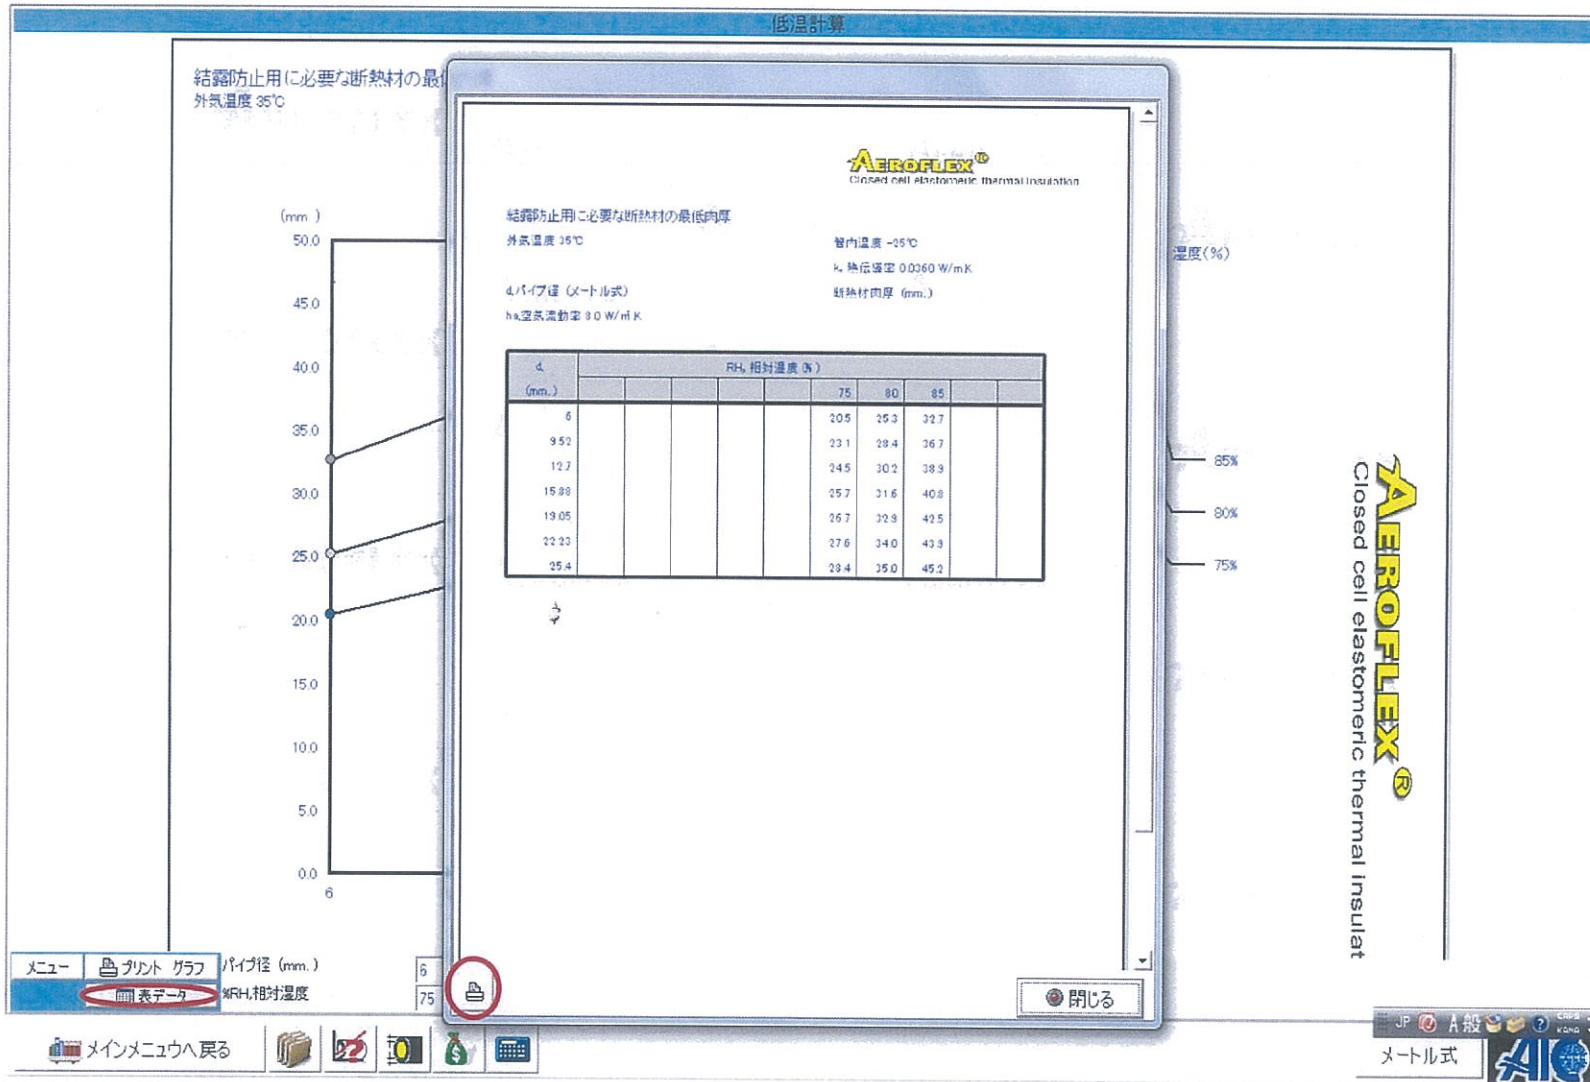 低温計算
結露防止用に必要な断熱材の最低
外気温度 35℃
(mm )
50.0
45.0
40.0
35.0
30.0
25.0
20.0
15.0
10.0
5.0
0.0
6
AEROFLEX®
Closed cell elastomeric thermal insulation
結露防止用に必要な断熱材の最低肉厚
外気温度 35℃
管内温度 -25℃
k, 熱伝導率 0.0360 W/mK
d,パイプ径 (メートル式)
断熱材肉厚 (mm.)
ha,空気流動率 8.0 W/㎡K
d, RH, 相対湿度(%)
(mm.) 75 80 85
6 20.5 25.3 32.7
9.52 23.1 28.4 36.7
12.7 24.5 30.2 38.9
15.88 25.7 31.6 40.8
19.05 26.7 32.9 42.5
22.23 27.6 34.0 43.9
25.4 28.4 35.0 45.2
湿度(%)
85%
80%
75%
AEROFLEX®
Closed cell elastomeric thermal insulat
メニュー プリント グラフ パイプ径 (mm. ) 6
表データ %RH,相対湿度 75
閉じる
メインメニュウへ戻る
JP A 般 CAPS
KANA
メートル式
AIC